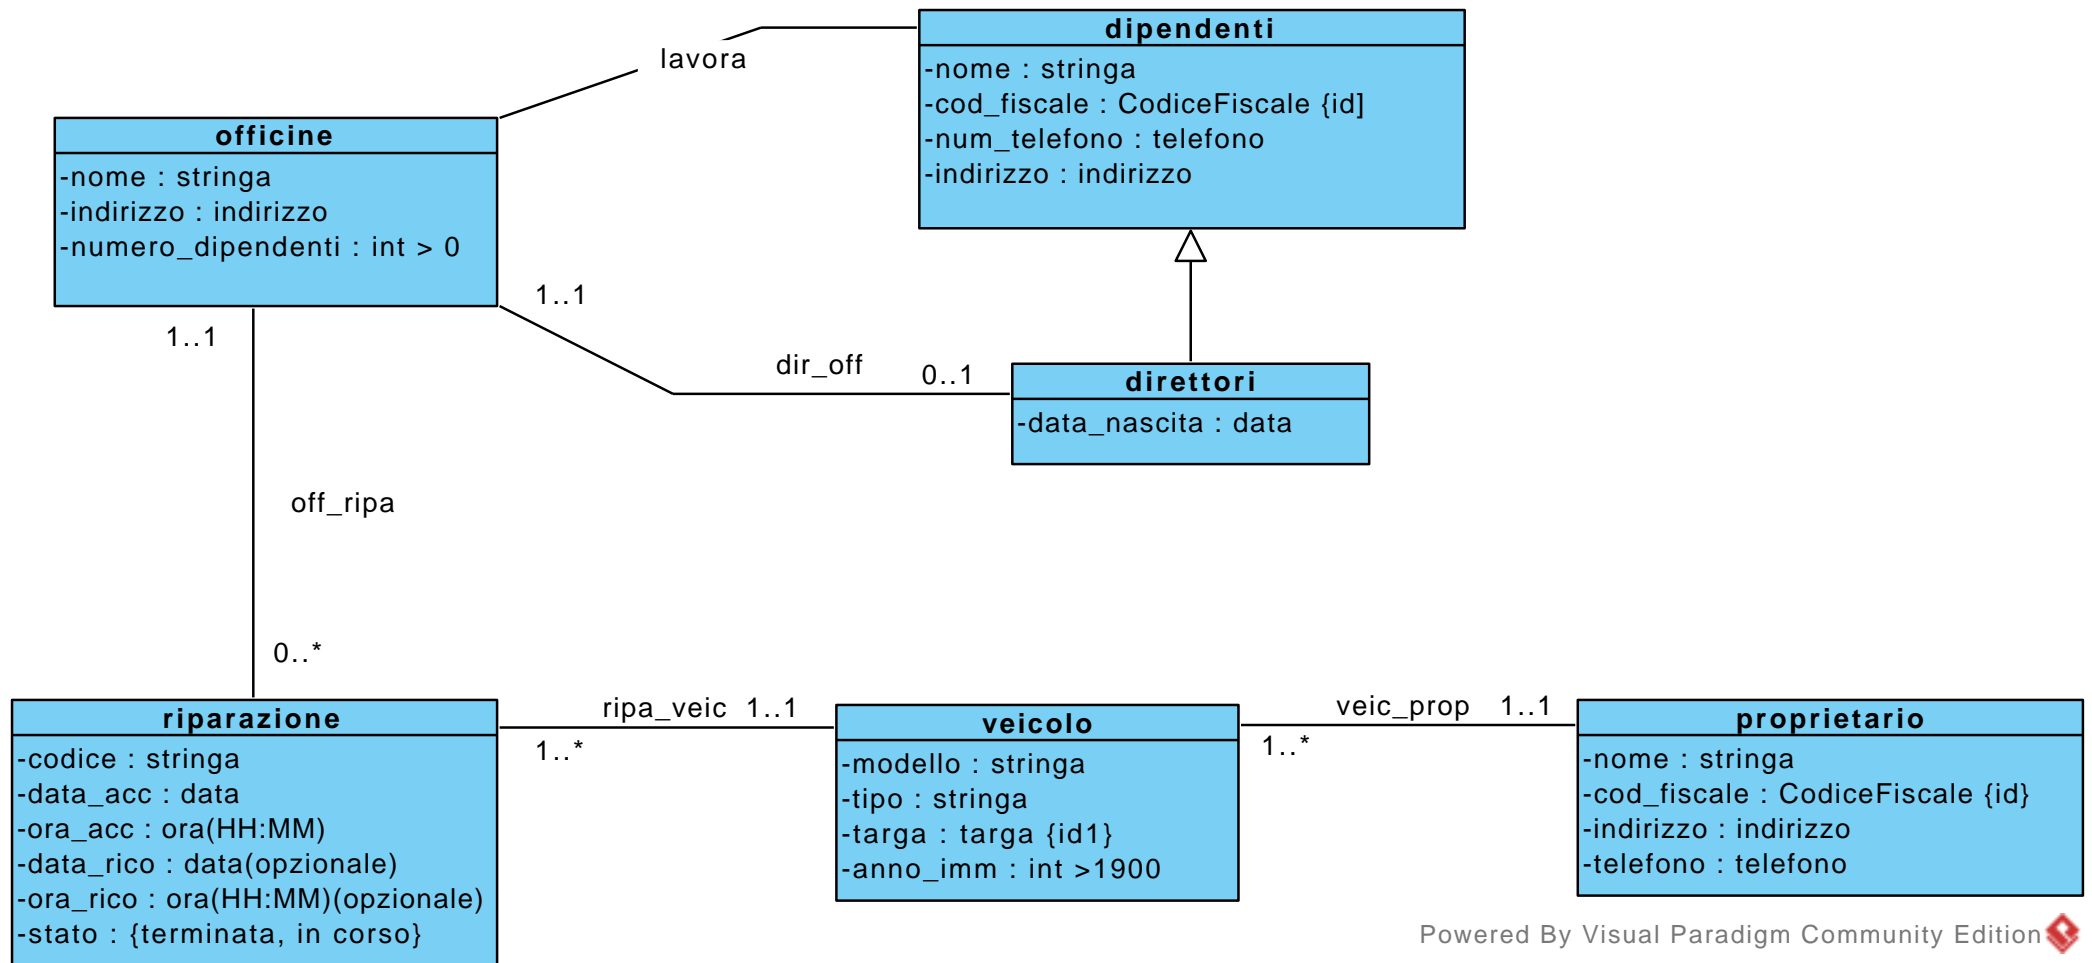 dipendenti
-nome : stringa
-cod_fiscale : CodiceFiscale {id]
-num_telefono : telefono
-indirizzo : indirizzo
lavora
officine
-nome : stringa
-indirizzo : indirizzo
-numero_dipendenti : int > 0
1..1
1..1
dir_off
0..1
direttori
-data_nascita : data
off_ripa
0..*
riparazione
-codice : stringa
-data_acc : data
-ora_acc : ora(HH:MM)
-data_rico : data(opzionale)
-ora_rico : ora(HH:MM)(opzionale)
-stato : {terminata, in corso}
ripa_veic 1..1
1..*
veicolo
-modello : stringa
-tipo : stringa
-targa : targa {id1}
-anno_imm : int >1900
veic_prop 1..1
1..*
proprietario
-nome : stringa
-cod_fiscale : CodiceFiscale {id}
-indirizzo : indirizzo
-telefono : telefono
Powered By Visual Paradigm Community Edition